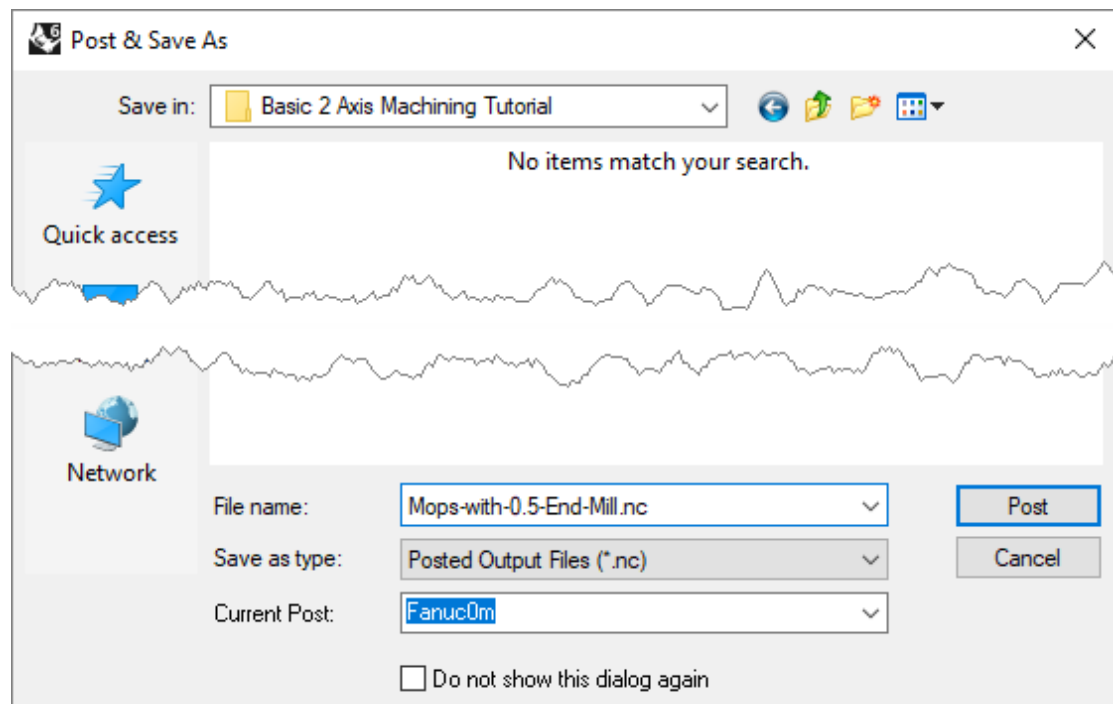 Post & Save As
Save in: Basic 2 Axis Machining Tutorial
No items match your search.
Quick access
Network
File name: Mops-with-0.5-End-Mill.nc Post
Save as type: Posted Output Files (*.nc) Cancel
Current Post: Fanuc0m
Do not show this dialog again